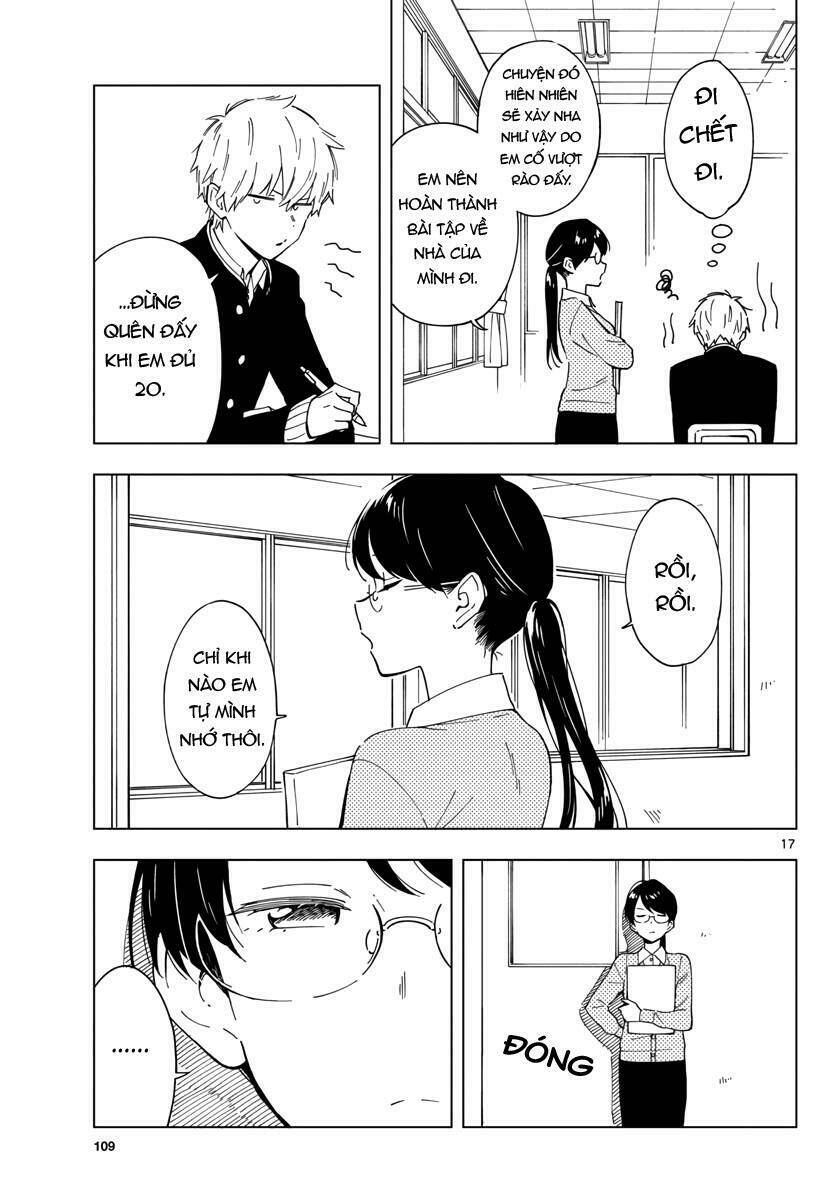 ĐI
CHẾT
ĐI.
CHUYỆN ĐÓ
HIÊN NHIÊN
SẼ XẢY NHA
NHƯ VẬY DO
EM CỐ VƯỢT
RÀO ĐẤY.
EM NÊN
HOÀN THÀNH
BÀI TẬP VỀ
NHÀ CỦA
MÌNH ĐI.
...ĐỪNG
QUÊN ĐẤY
KHI EM ĐỦ
20.
RỒI,
RỒI.
CHỈ KHI
NÀO EM
TỰ MÌNH
NHỚ THÔI.
17
ĐÓNG
......
109